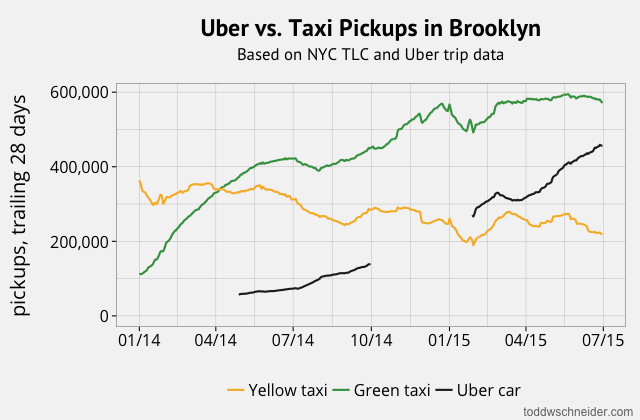 Uber vs. Taxi Pickups in Brooklyn
Based on NYC TLC and Uber trip data
pickups, trailing 28 days
600,000
400,000
200,000
0
01/14 04/14 07/14 10/14 01/15 04/15 07/15
Yellow taxi Green taxi Uber car
toddwschneider.com